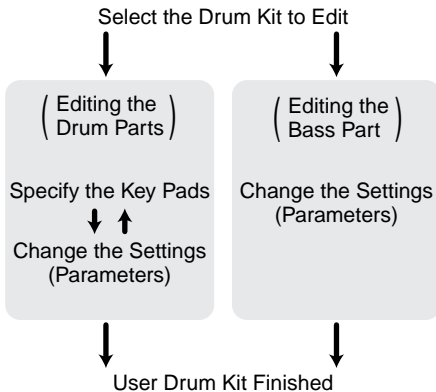 Select the Drum Kit to Edit
(Editing the
Drum Parts)
Specify the Key Pads
Change the Settings
(Parameters)
(Editing the
Bass Part)
Change the Settings
(Parameters)
User Drum Kit Finished